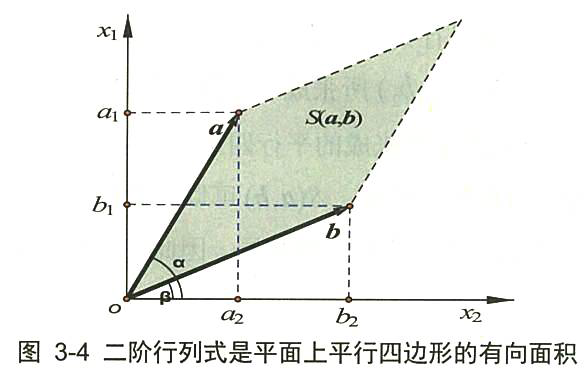 x₁
a₁
a
S(a,b)
b₁
b
α
β
o
a₂
b₂
x₂
图 3-4 二阶行列式是平面上平行四边形的有向面积